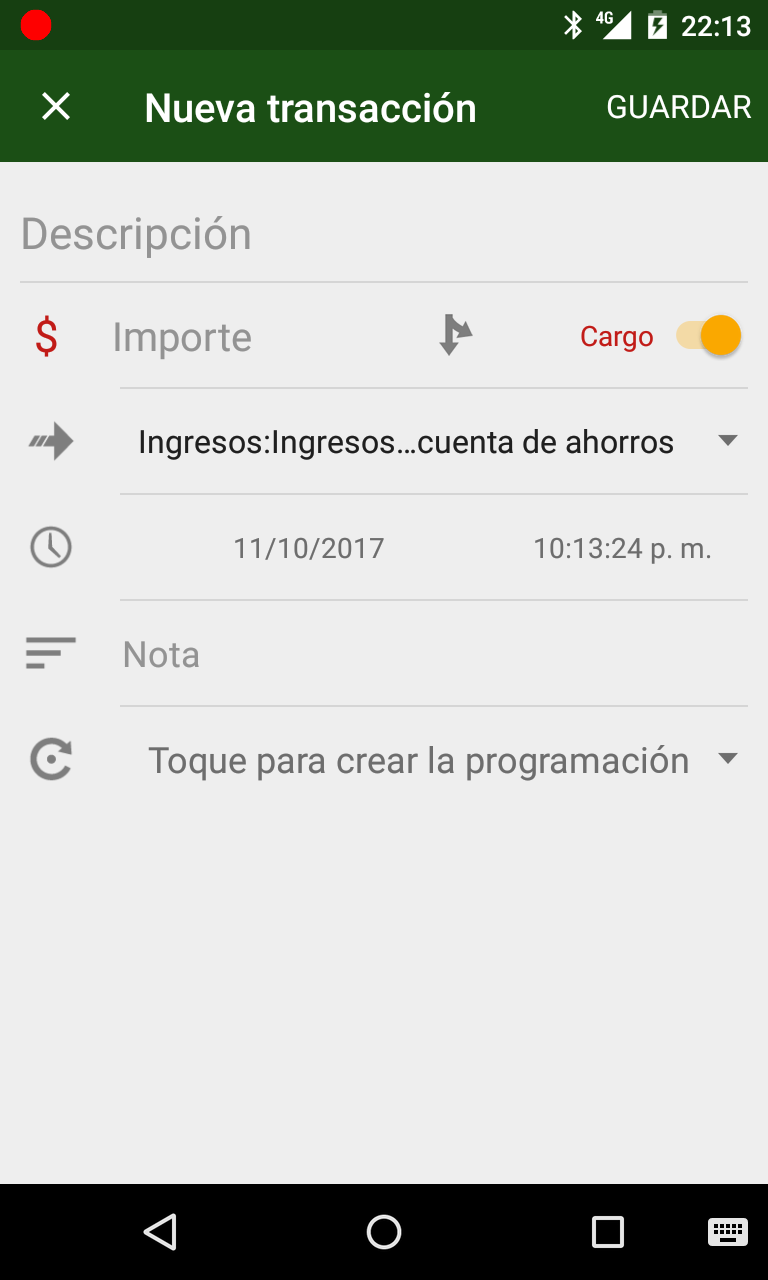 4G 22:13
Nueva transacción GUARDAR
Descripción
$ Importe Cargo
Ingresos:Ingresos…cuenta de ahorros
11/10/2017 10:13:24 p. m.
Nota
Toque para crear la programación